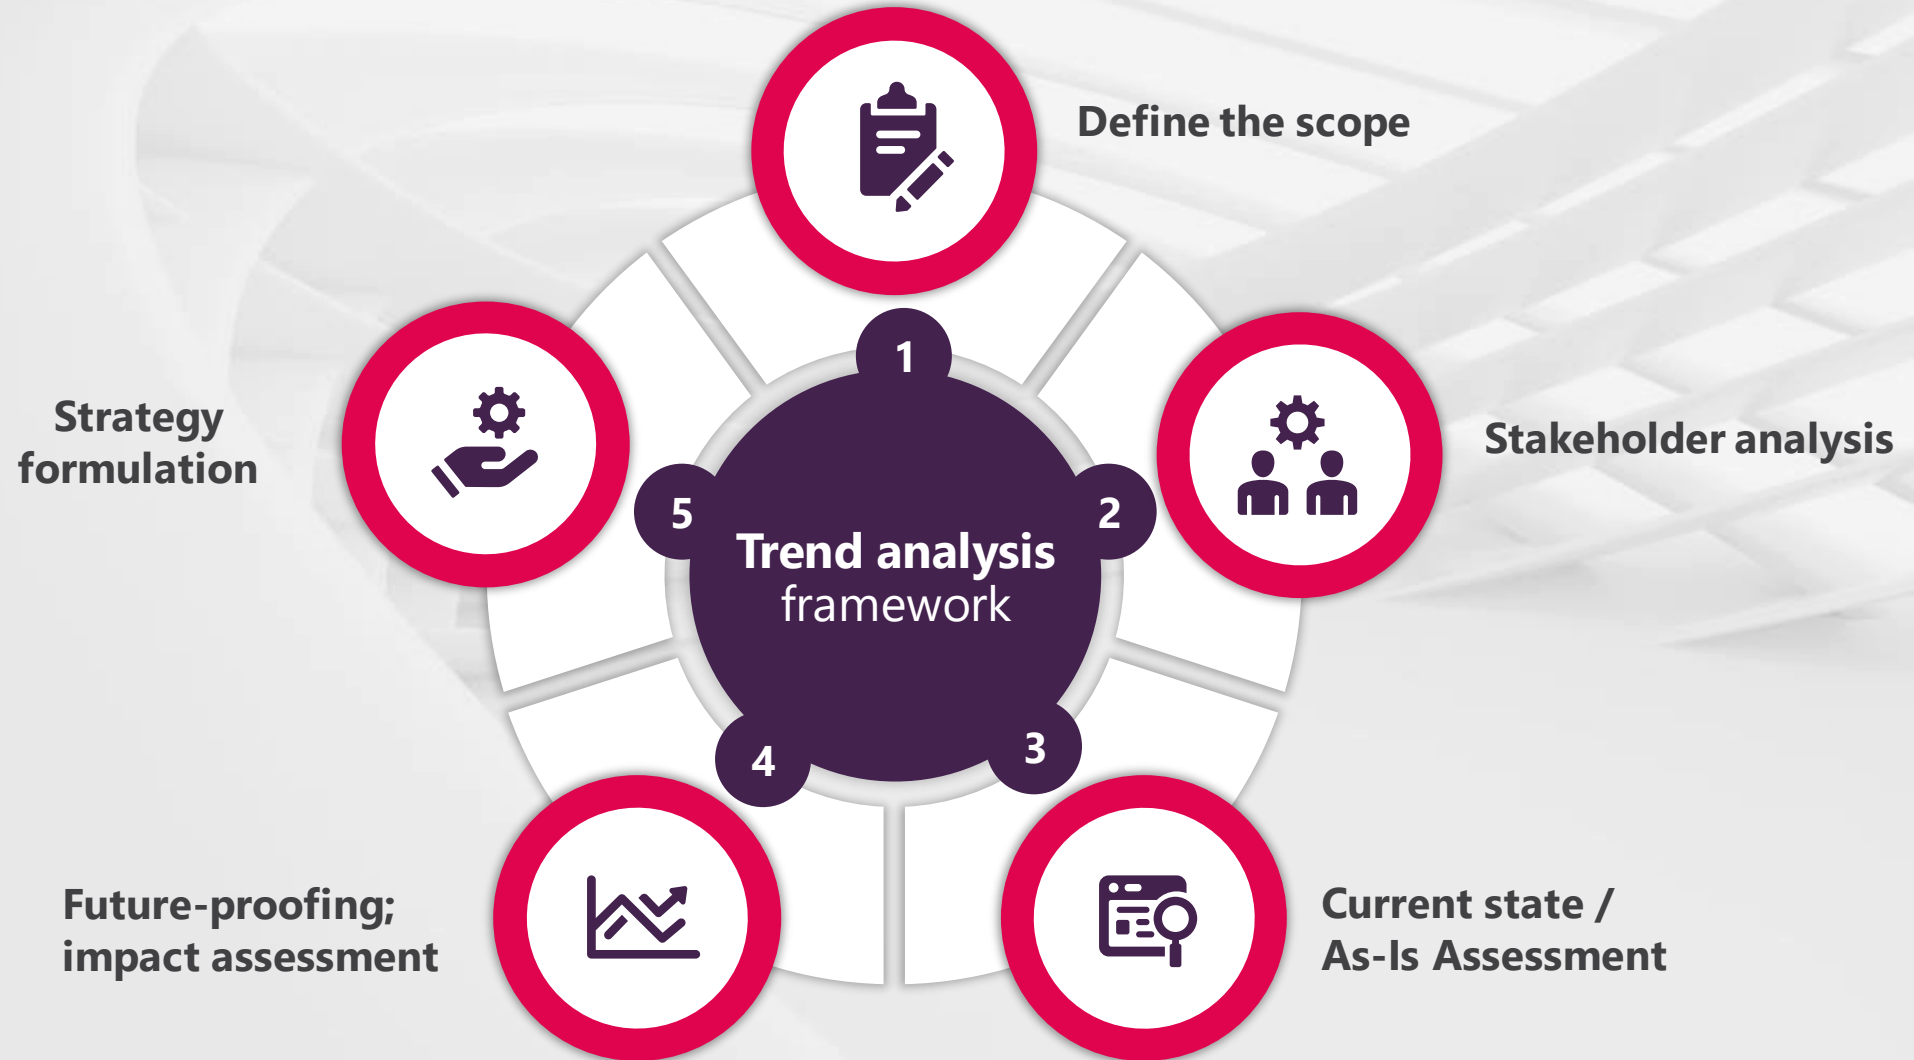 1
Define the scope
2
Stakeholder analysis
3
Current state /
As-Is Assessment
4
Future-proofing;
impact assessment
5
Strategy
formulation
Trend analysis
framework